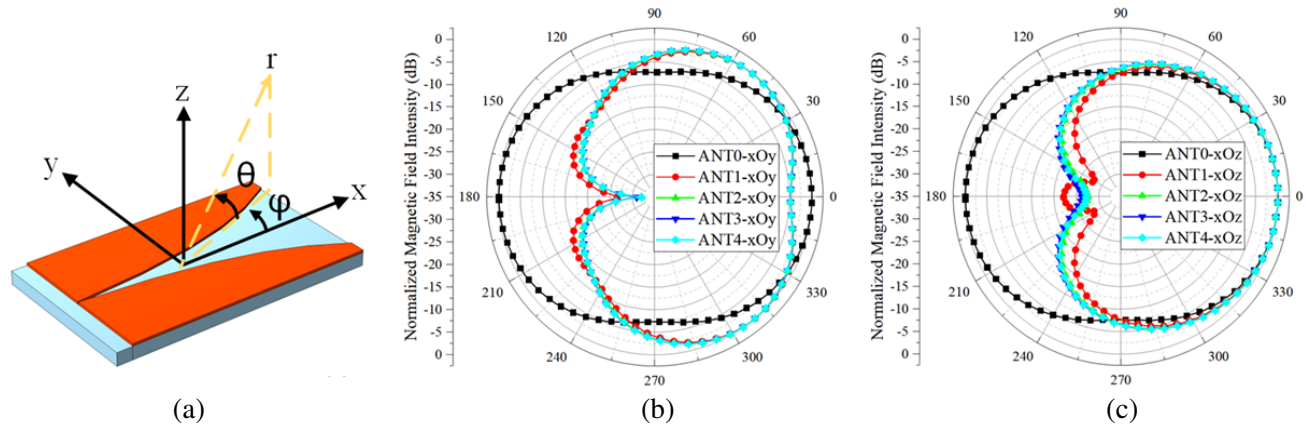 r
z
y
x
θ
φ
(a)
Normalized Magnetic Field Intensity (dB)
0
-5
-10
-15
-20
-25
-30
-35
-30
-25
-20
-15
-10
-5
0
90
120
60
150
30
180
0
210
330
240
300
270
ANT0-xOy
ANT1-xOy
ANT2-xOy
ANT3-xOy
ANT4-xOy
(b)
Normalized Magnetic Field Intensity (dB)
0
-5
-10
-15
-20
-25
-30
-35
-30
-25
-20
-15
-10
-5
0
90
120
60
150
30
180
0
210
330
240
300
270
ANT0-xOz
ANT1-xOz
ANT2-xOz
ANT3-xOz
ANT4-xOz
(c)